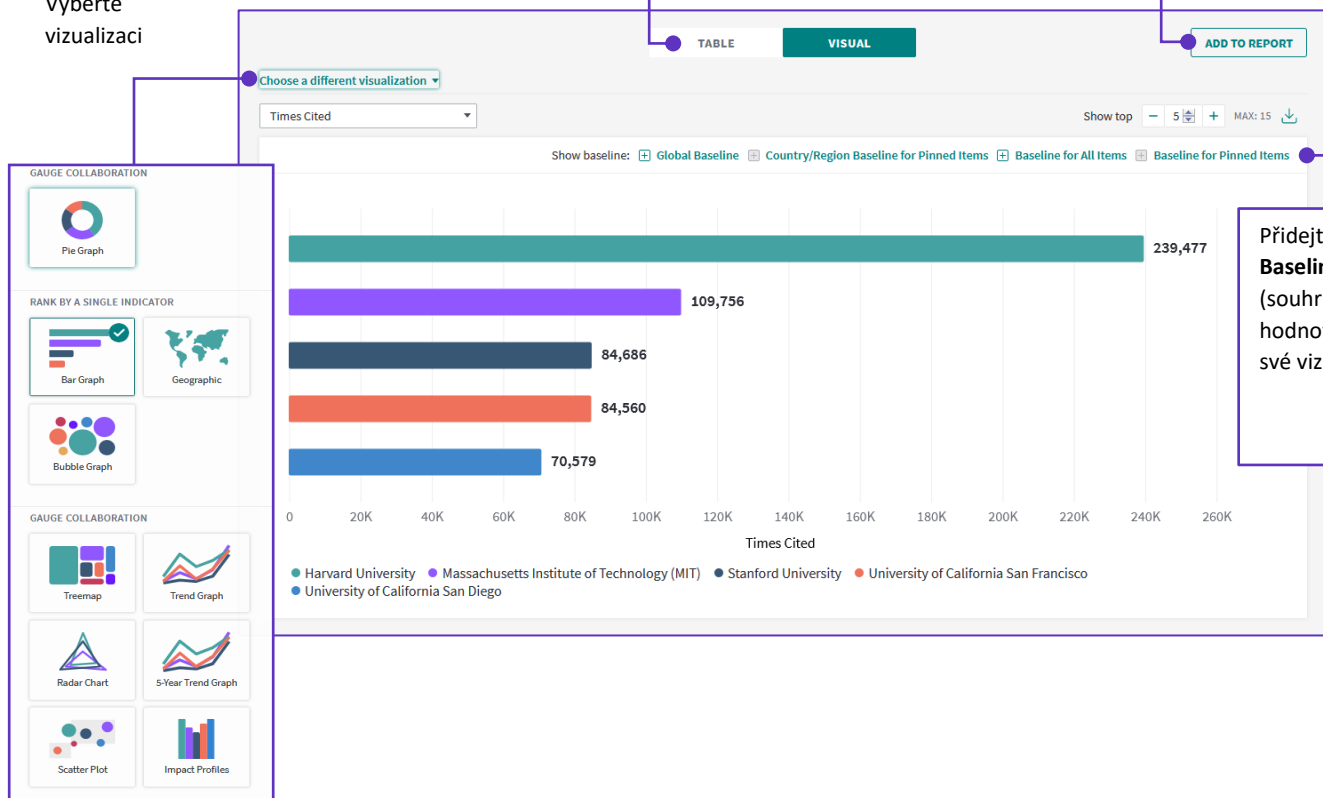 Vyberte
vizualizaci
TABLE
VISUAL
ADD TO REPORT
Choose a different visualization
Times Cited
Show top − 5 + MAX: 15
Show baseline: Global Baseline Country/Region Baseline for Pinned Items Baseline for All Items Baseline for Pinned Items
GAUGE COLLABORATION
Pie Graph
RANK BY A SINGLE INDICATOR
Bar Graph
Geographic
Bubble Graph
GAUGE COLLABORATION
Treemap
Trend Graph
Radar Chart
5-Year Trend Graph
Scatter Plot
Impact Profiles
239,477
109,756
84,686
84,560
70,579
0 20K 40K 60K 80K 100K 120K 140K 160K 180K 200K 220K 240K 260K
Times Cited
Harvard University Massachusetts Institute of Technology (MIT) Stanford University University of California San Francisco
University of California San Diego
své